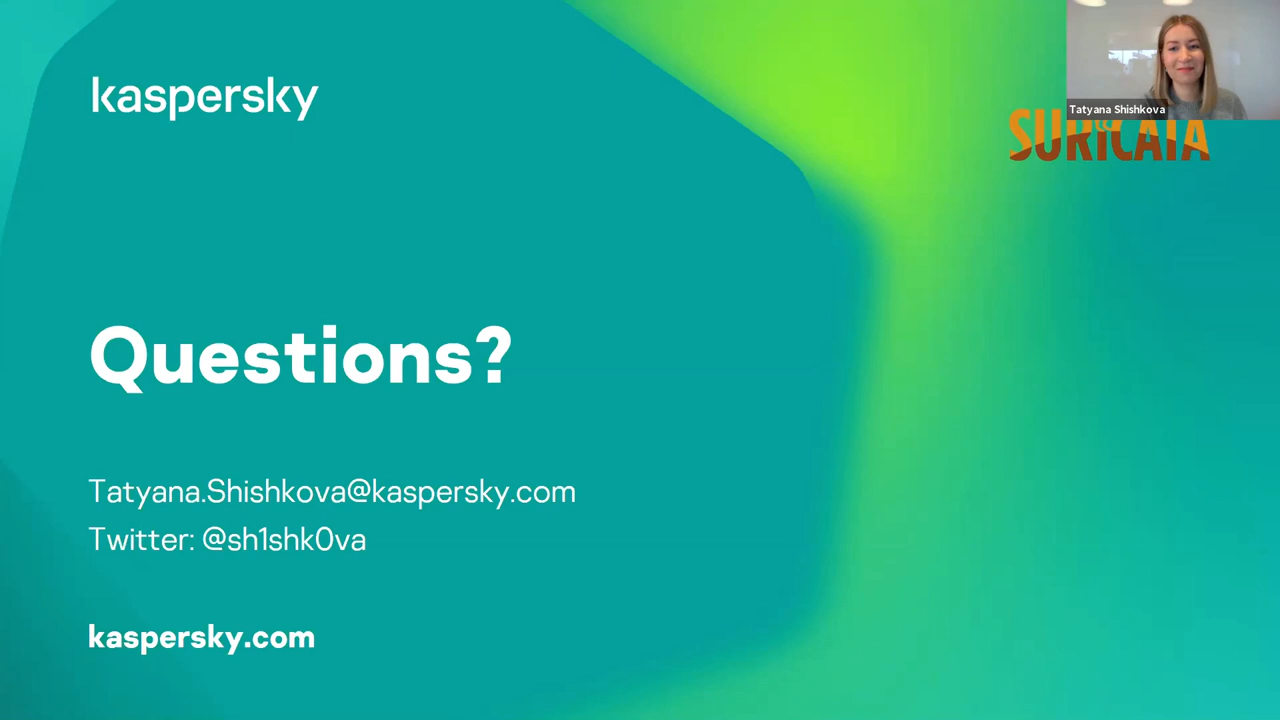 kaspersky
Tatyana Shishkova
SURICATA
Questions?
Tatyana.Shishkova@kaspersky.com
Twitter: @sh1shk0va
kaspersky.com